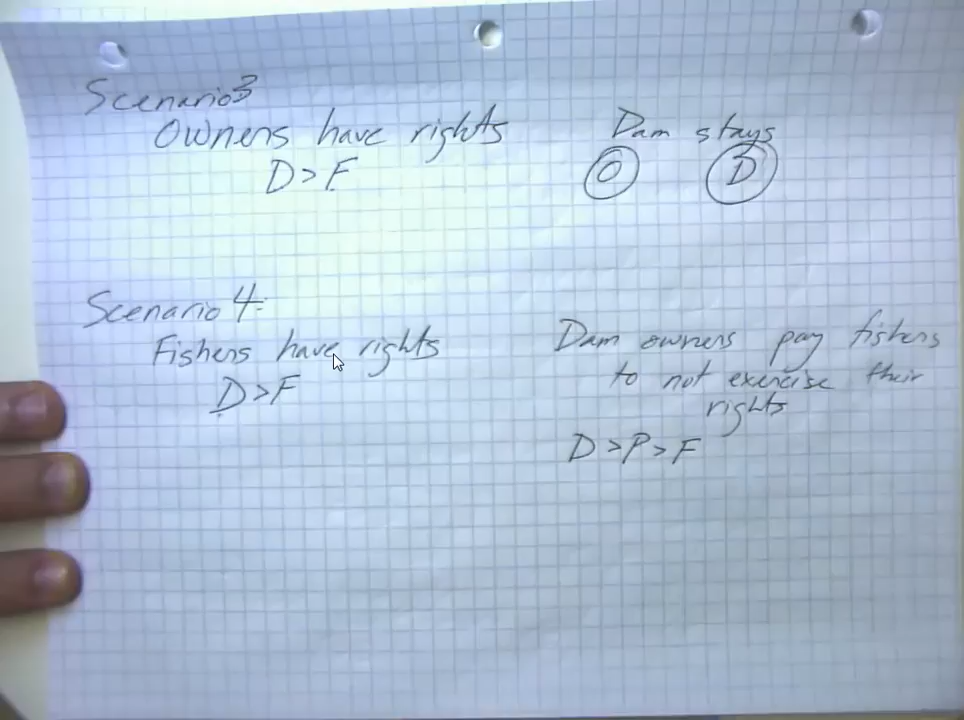 Scenario 3
Owners have rights
D>F
Dam stays
O D
Scenario 4:
Fishers have rights
D>F
Dam owners pay fishers
to not exercise their
rights
D>P>F